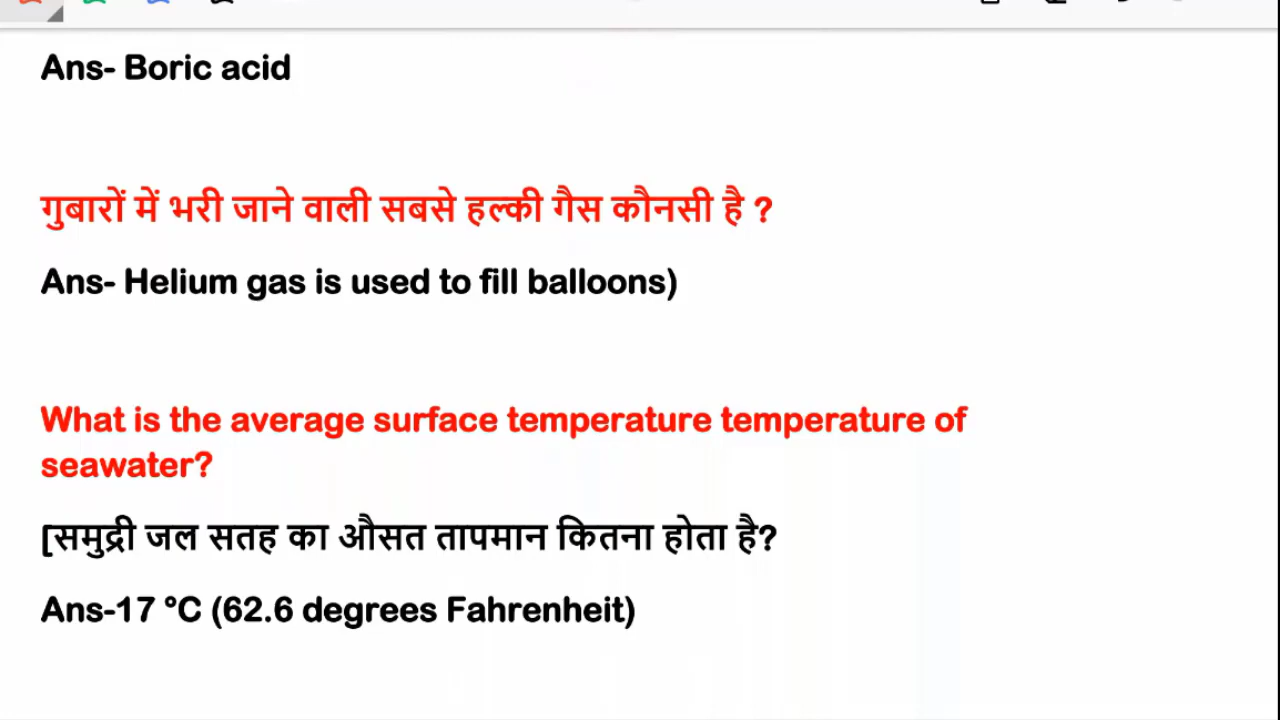 Ans- Boric acid
गुबारों में भरी जाने वाली सबसे हल्की गैस कौनसी है ?
Ans- Helium gas is used to fill balloons)
What is the average surface temperature temperature of
seawater?
[समुद्री जल सतह का औसत तापमान कितना होता है?
Ans-17 °C (62.6 degrees Fahrenheit)